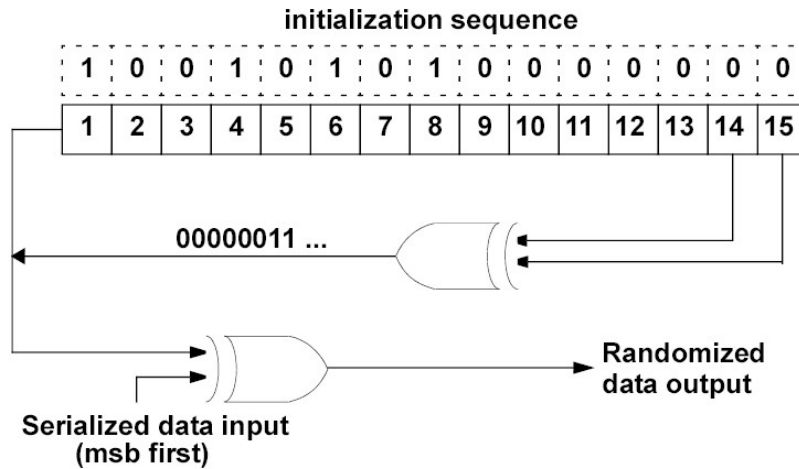 initialization sequence
1 0 0 1 0 1 0 1 0 0 0 0 0 0 0
1 2 3 4 5 6 7 8 9 10 11 12 13 14 15
00000011 ...
Randomized
data output
Serialized data input
(msb first)